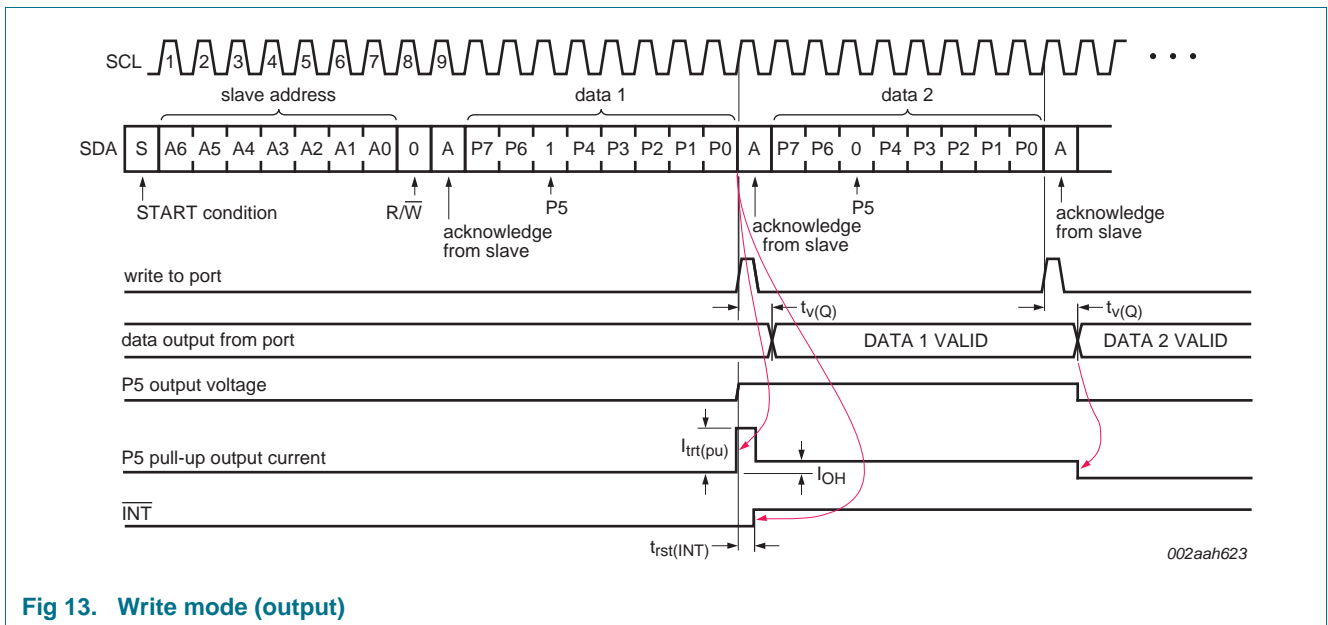 SCL 1 2 3 4 5 6 7 8 9
slave address data 1 data 2
SDA S A6 A5 A4 A3 A2 A1 A0 0 A P7 P6 1 P4 P3 P2 P1 P0 A P7 P6 0 P4 P3 P2 P1 P0 A
START condition R/W̅ acknowledge from slave P5 acknowledge from slave P5 acknowledge from slave
write to port
tv(Q) tv(Q)
data output from port DATA 1 VALID DATA 2 VALID
P5 output voltage
Itrt(pu)
P5 pull-up output current IOH
I̅N̅T̅
trst(INT)
002aah623
Fig 13. Write mode (output)